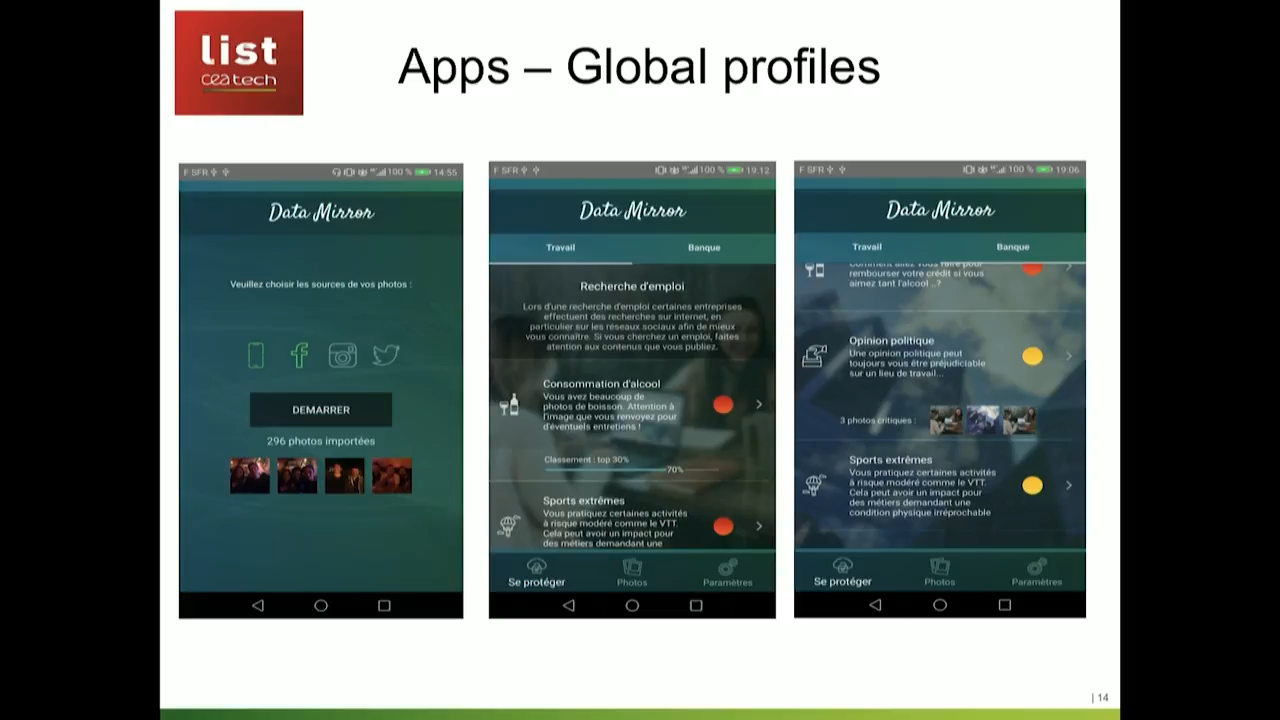 list
cea tech
Apps – Global profiles
F SFR 100 % 14:55
Data Mirror
Veuillez choisir les sources de vos photos :
DEMARRER
296 photos importées
F SFR 100 % 19:12
Data Mirror
Travail Banque
Recherche d'emploi
Lors d'une recherche d'emploi certaines entreprises
effectuent des recherches sur internet, en
particulier sur les réseaux sociaux afin de mieux
vous connaître. Si vous cherchez un emploi, faites
attention aux contenus que vous publiez.
Consommation d'alcool
Vous avez beaucoup de
photos de boisson. Attention à
l'image que vous renvoyez pour
d'éventuels entretiens !
Classement : top 30%
70%
Sports extrêmes
Vous pratiquez certaines activités
à risque modéré comme le VTT.
Cela peut avoir un impact pour
des métiers demandant une
Se protéger Photos Paramètres
F SFR 100 % 19:06
Data Mirror
Travail Banque
Comment allez vous faire pour
rembourser votre crédit si vous
aimez tant l'alcool ..?
Opinion politique
Une opinion politique peut
toujours vous être préjudiciable
sur un lieu de travail...
3 photos critiques :
Sports extrêmes
Vous pratiquez certaines activités
à risque modéré comme le VTT.
Cela peut avoir un impact pour
des métiers demandant une
condition physique irréprochable
Se protéger Photos Paramètres
| 14